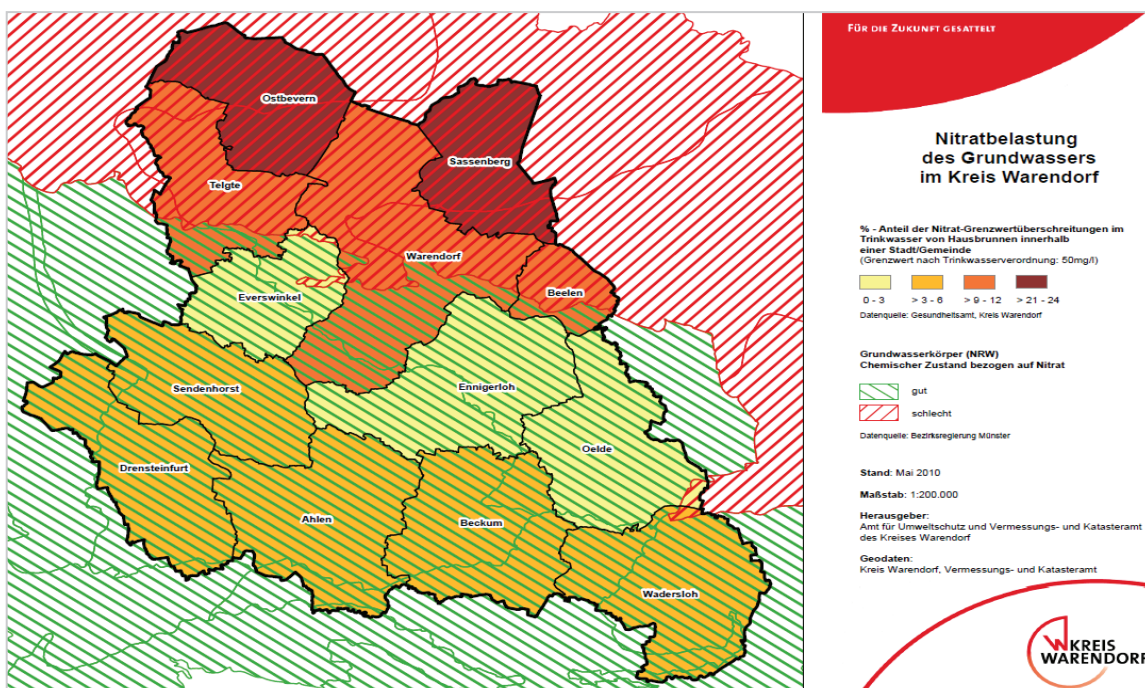 Ostbevern
Sassenberg
Telgte
Warendorf
Beelen
Everswinkel
Sendenhorst
Ennigerloh
Oelde
Drensteinfurt
Ahlen
Beckum
Wadersloh
FÜR DIE ZUKUNFT GESATTELT
Nitratbelastung
des Grundwassers
im Kreis Warendorf
% - Anteil der Nitrat-Grenzwertüberschreitungen im
Trinkwasser von Hausbrunnen innerhalb
einer Stadt/Gemeinde
(Grenzwert nach Trinkwasserverordnung: 50mg/l)
0 - 3 > 3 - 6 > 9 - 12 > 21 - 24
Datenquelle: Gesundheitsamt, Kreis Warendorf
Grundwasserkörper (NRW)
Chemischer Zustand bezogen auf Nitrat
gut
schlecht
Datenquelle: Bezirksregierung Münster
Stand: Mai 2010
Maßstab: 1:200.000
Herausgeber:
Amt für Umweltschutz und Vermessungs- und Katasteramt
des Kreises Warendorf
Geodaten:
Kreis Warendorf, Vermessungs- und Katasteramt
KREIS
WARENDORF